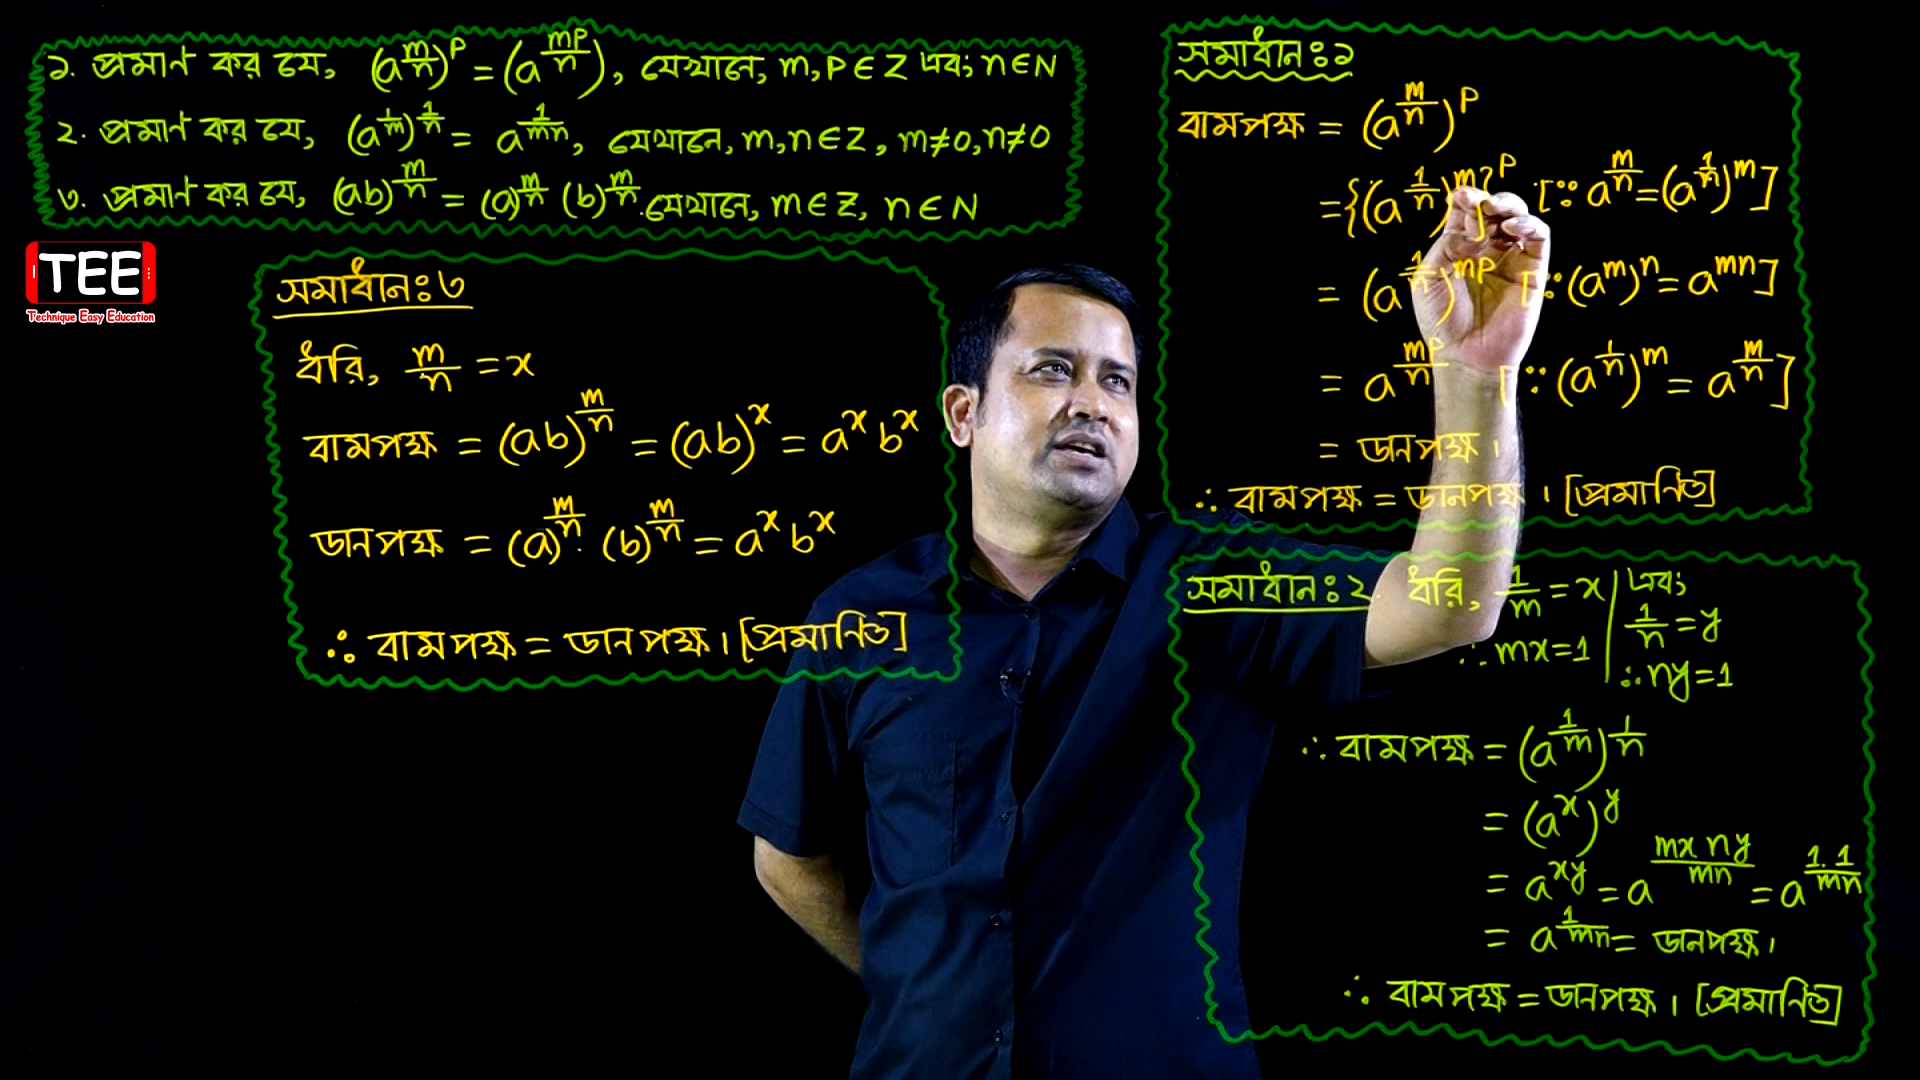 ১. প্রমাণ কর যে, (a^{m/n})^P = (a^{mP/n}), যেখানে, m, P ∈ Z এবং n ∈ N
২. প্রমাণ কর যে, (a^{1/m})^{1/n} = a^{1/mn}, যেখানে, m, n ∈ Z, m≠0, n≠0
৩. প্রমাণ কর যে, (ab)^{m/n} = (a)^{m/n} (b)^{m/n}. যেখানে, m ∈ Z, n ∈ N
TEE
Technique Easy Education
সমাধানঃ ৩
ধরি, m/n = x
বামপক্ষ = (ab)^{m/n} = (ab)^x = a^x b^x
ডানপক্ষ = (a)^{m/n}. (b)^{m/n} = a^x b^x
∴ বামপক্ষ = ডানপক্ষ। [প্রমানিত]
সমাধানঃ ১
বামপক্ষ = (a^{m/n})^P
= {(a^{1/n})^m}^P [∵ a^{m/n} = (a^{1/n})^m]
= (a^{1/n})^{mP} [∵ (a^m)^n = a^{mn}]
= a^{mP/n} [∵ (a^{1/n})^m = a^{m/n}]
= ডানপক্ষ।
∴ বামপক্ষ = ডানপক্ষ। [প্রমানিত]
সমাধানঃ ২. ধরি, 1/m = x | এবং
∴ mx = 1 | 1/n = y
∴ ny = 1
∴ বামপক্ষ = (a^{1/m})^{1/n}
= (a^x)^y
= a^{xy} = a^{mx ny/mn} = a^{1.1/mn}
= a^{1/mn} = ডানপক্ষ।
∴ বামপক্ষ = ডানপক্ষ। [প্রমানিত]